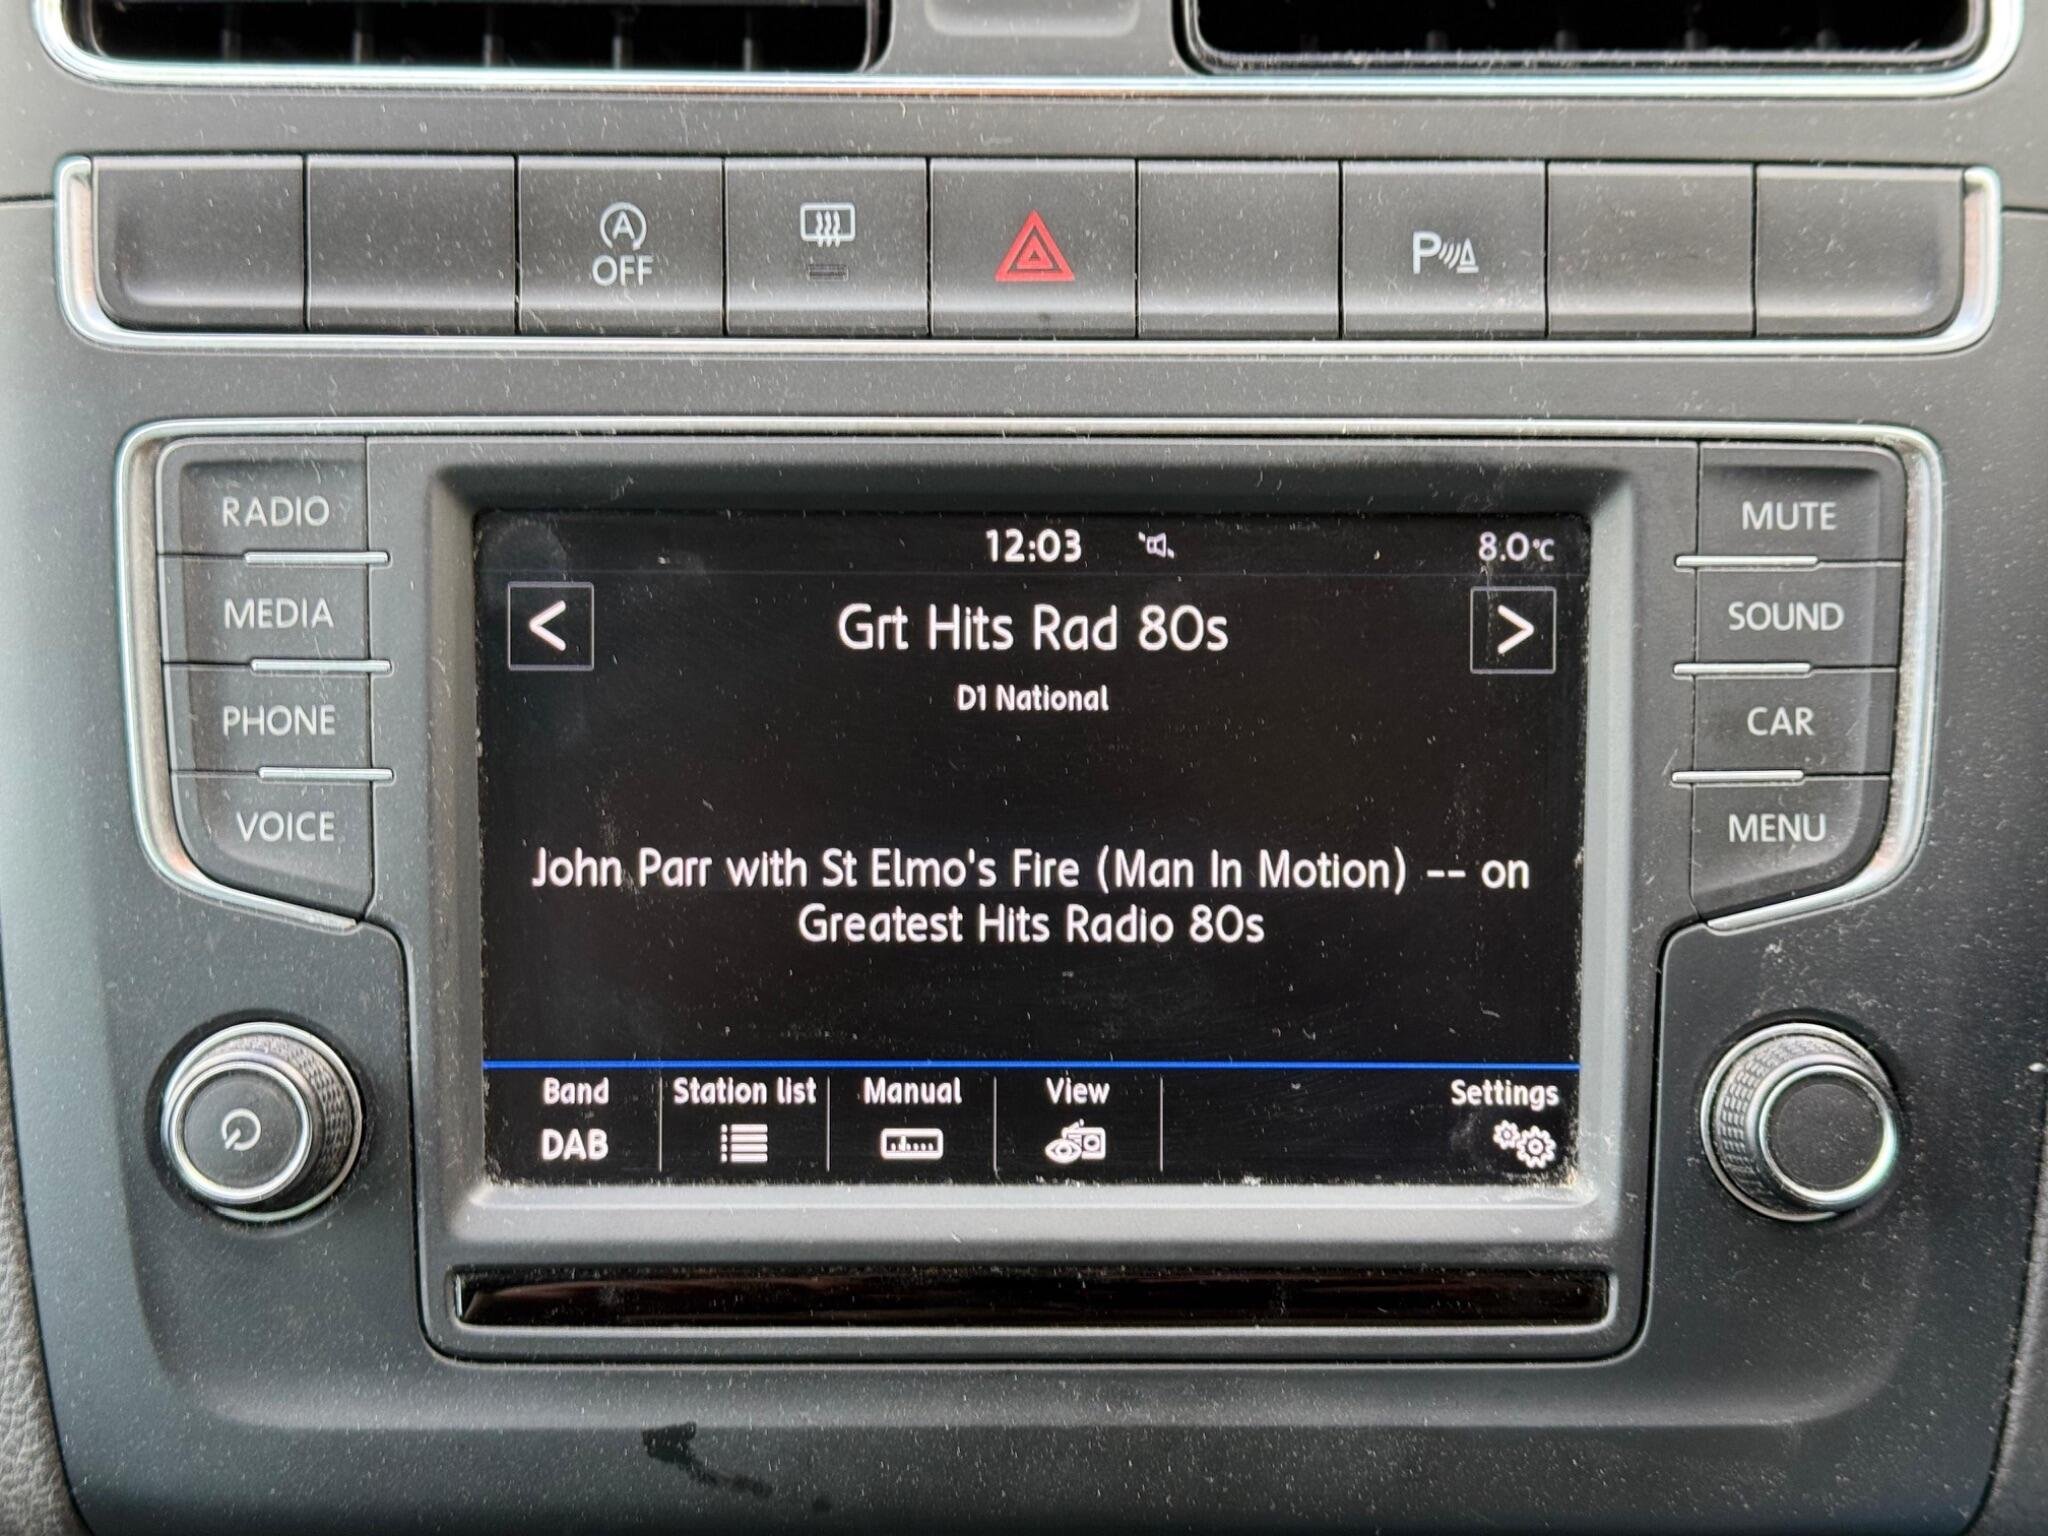 A
OFF
P
RADIO
MEDIA
PHONE
VOICE
MUTE
SOUND
CAR
MENU
12:03
8.0°C
< Grt Hits Rad 80s >
D1 National
John Parr with St Elmo's Fire (Man In Motion) -- on
Greatest Hits Radio 80s
Band Station list Manual View Settings
DAB